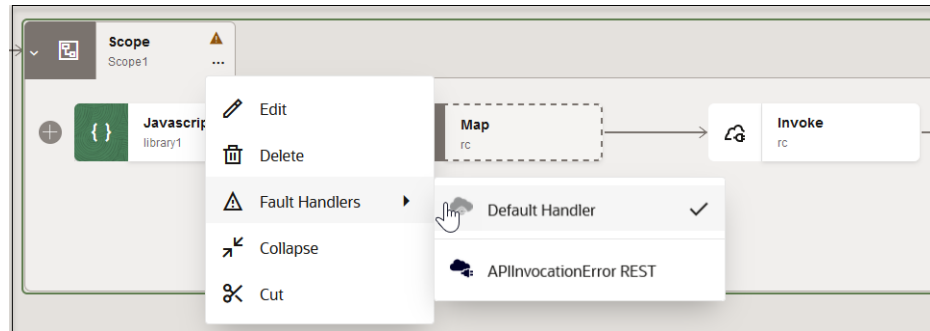 Scope
Scope1
...
Edit
{ } Javascrip
library1
Map
rc
Invoke
rc
Delete
Fault Handlers
Default Handler
APIInvocationError REST
Collapse
Cut